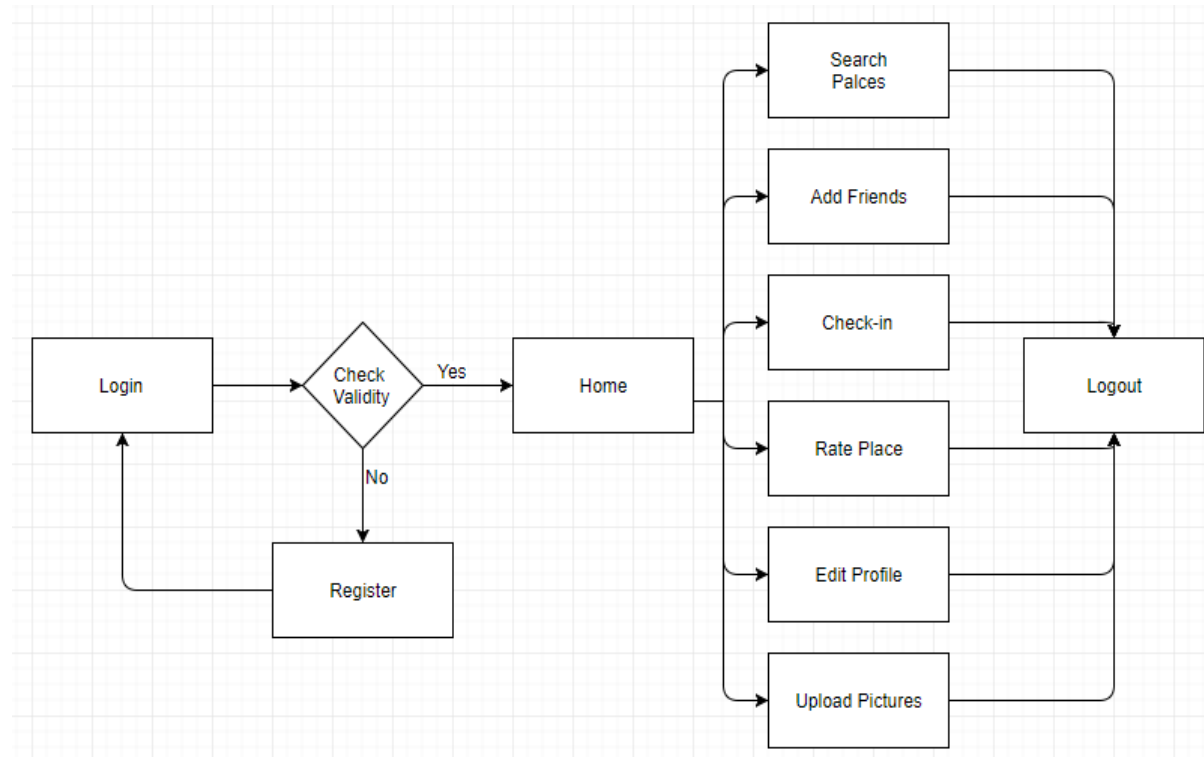 Search
Palces
Add Friends
Check-in
Login
Check
Validity
Yes
Home
Logout
Rate Place
No
Register
Edit Profile
Upload Pictures